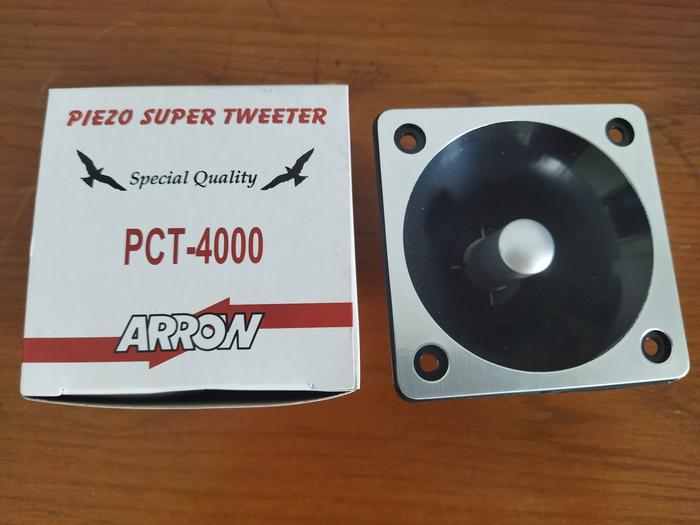 PIEZO SUPER TWEETER
Special Quality
PCT-4000
ARRON